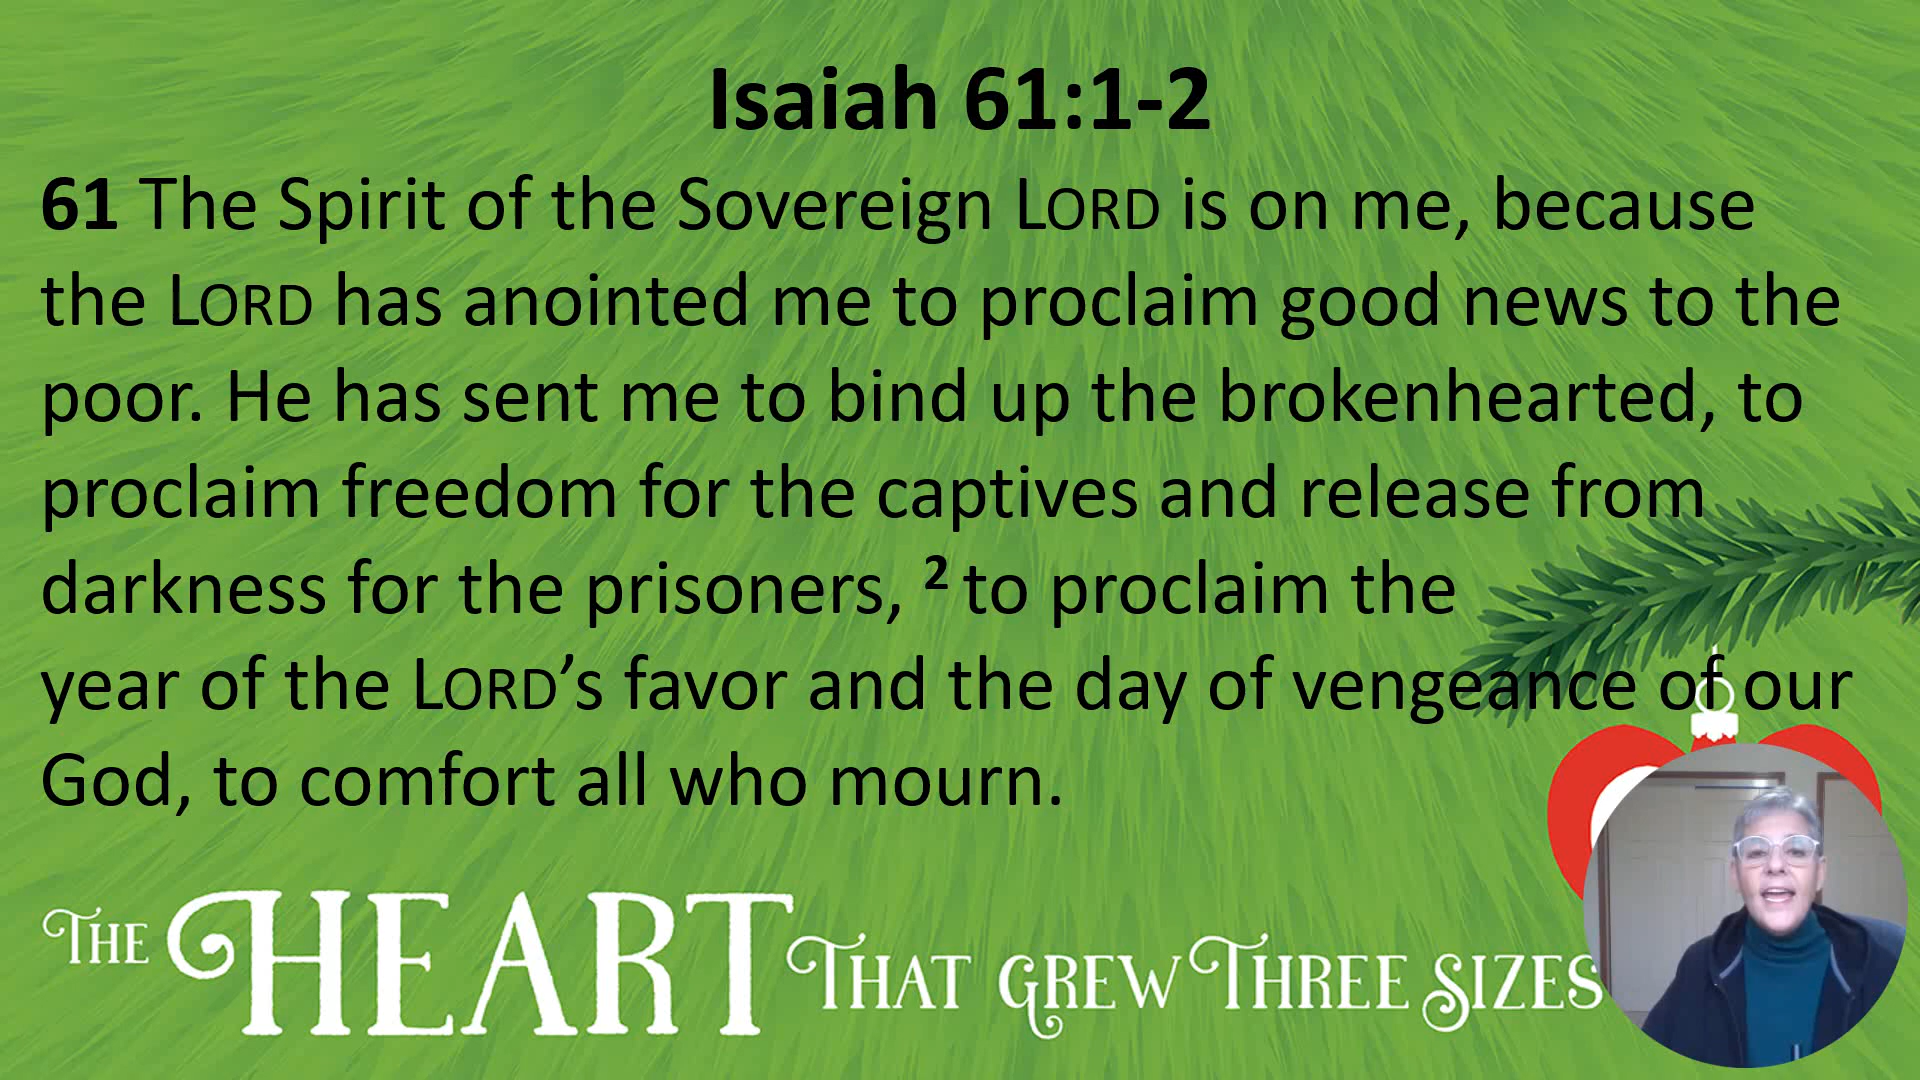 Isaiah 61:1-2
61 The Spirit of the Sovereign LORD is on me, because
the LORD has anointed me to proclaim good news to the
poor. He has sent me to bind up the brokenhearted, to
proclaim freedom for the captives and release from
darkness for the prisoners, 2 to proclaim the
year of the LORD’s favor and the day of vengeance of our
God, to comfort all who mourn.
THE HEART THAT GREW THREE SIZES